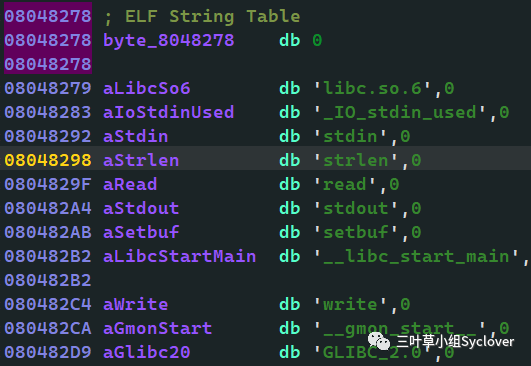 08048278 ; ELF String Table
08048278 byte_8048278 db 0
08048278
08048279 aLibcSo6 db 'libc.so.6',0
08048283 aIoStdinUsed db '_IO_stdin_used',0
08048292 aStdin db 'stdin',0
08048298 aStrlen db 'strlen',0
0804829F aRead db 'read',0
080482A4 aStdout db 'stdout',0
080482AB aSetbuf db 'setbuf',0
080482B2 aLibcStartMain db '__libc_start_main',
080482B2
080482C4 aWrite db 'write',0
080482CA aGmonStart db '__gmon_start__',0
080482D9 aGlibc20 db 'GLIBC_2.0',0
三叶草小组Syclover